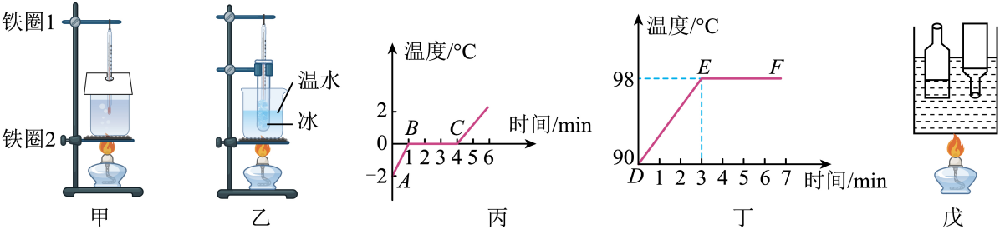 铁圈1
铁圈2
甲
温水
冰
乙
温度/°C
2
0
−2
A
B
C
1 2 3 4 5 6
时间/min
丙
温度/°C
98
90
D
E
F
1 2 3 4 5 6 7
时间/min
丁
戊